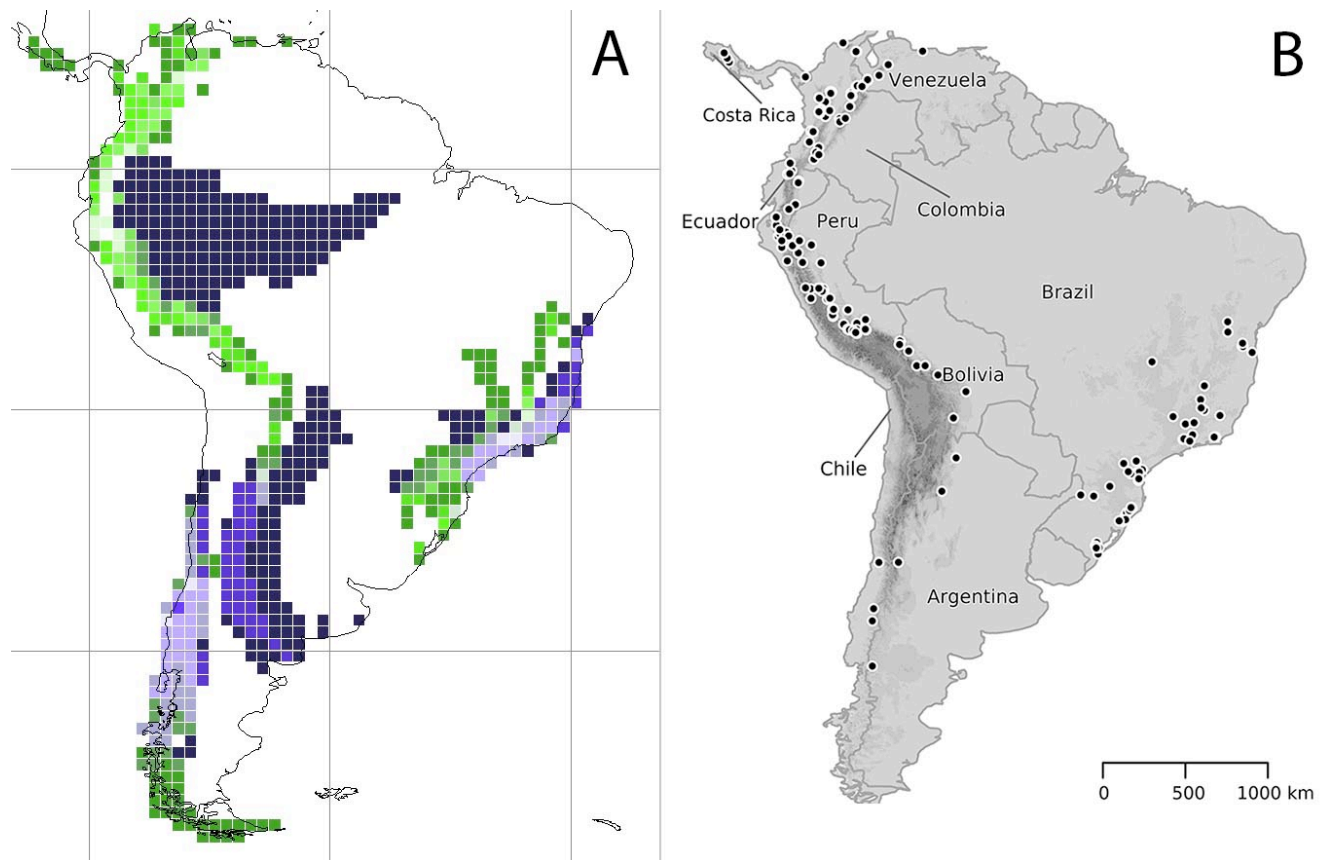 A
B
Venezuela
Costa Rica
Colombia
Ecuador
Peru
Brazil
Bolivia
Chile
Argentina
0 500 1000 km